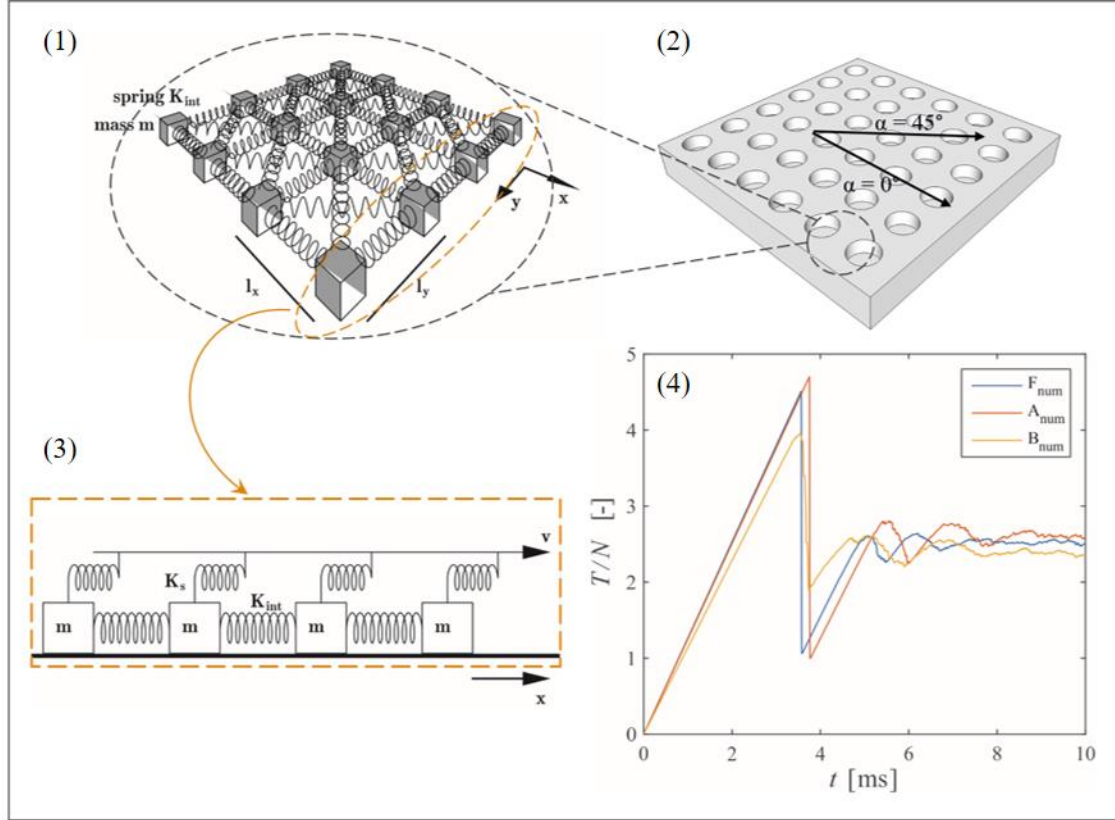 (1)
spring K_int
mass m
l_x
l_y
y
x
(2)
α = 45°
α = 0°
(3)
v
K_s
K_int
m
m
m
m
x
(4)
F_num
A_num
B_num
5
4
3
2
1
0
T/N [-]
0
2
4
6
8
10
t [ms]